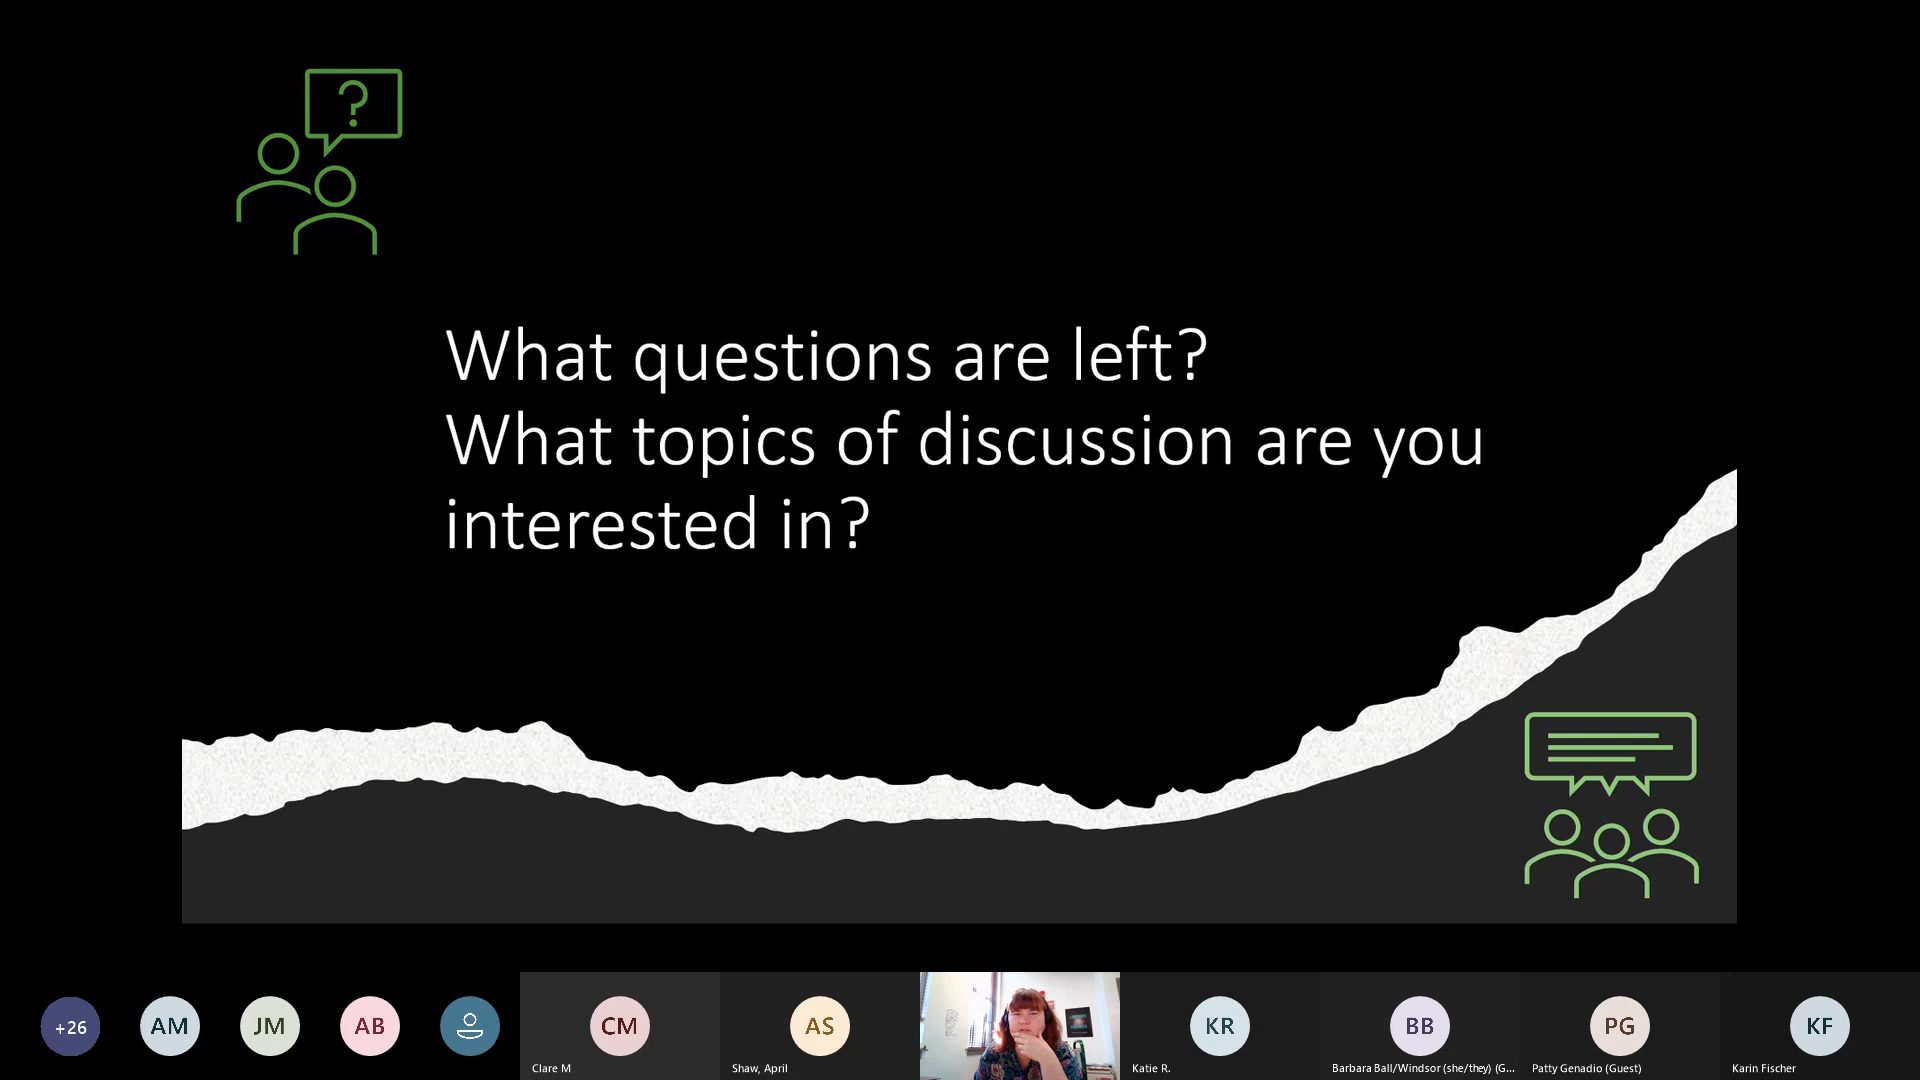 ?
What questions are left?
What topics of discussion are you
interested in?
+26
AM
JM
AB
CM
AS
KR
BB
PG
KF
Clare M
Shaw, April
Katie R.
Barbara Ball/Windsor (she/they) (G...
Patty Genadio (Guest)
Karin Fischer